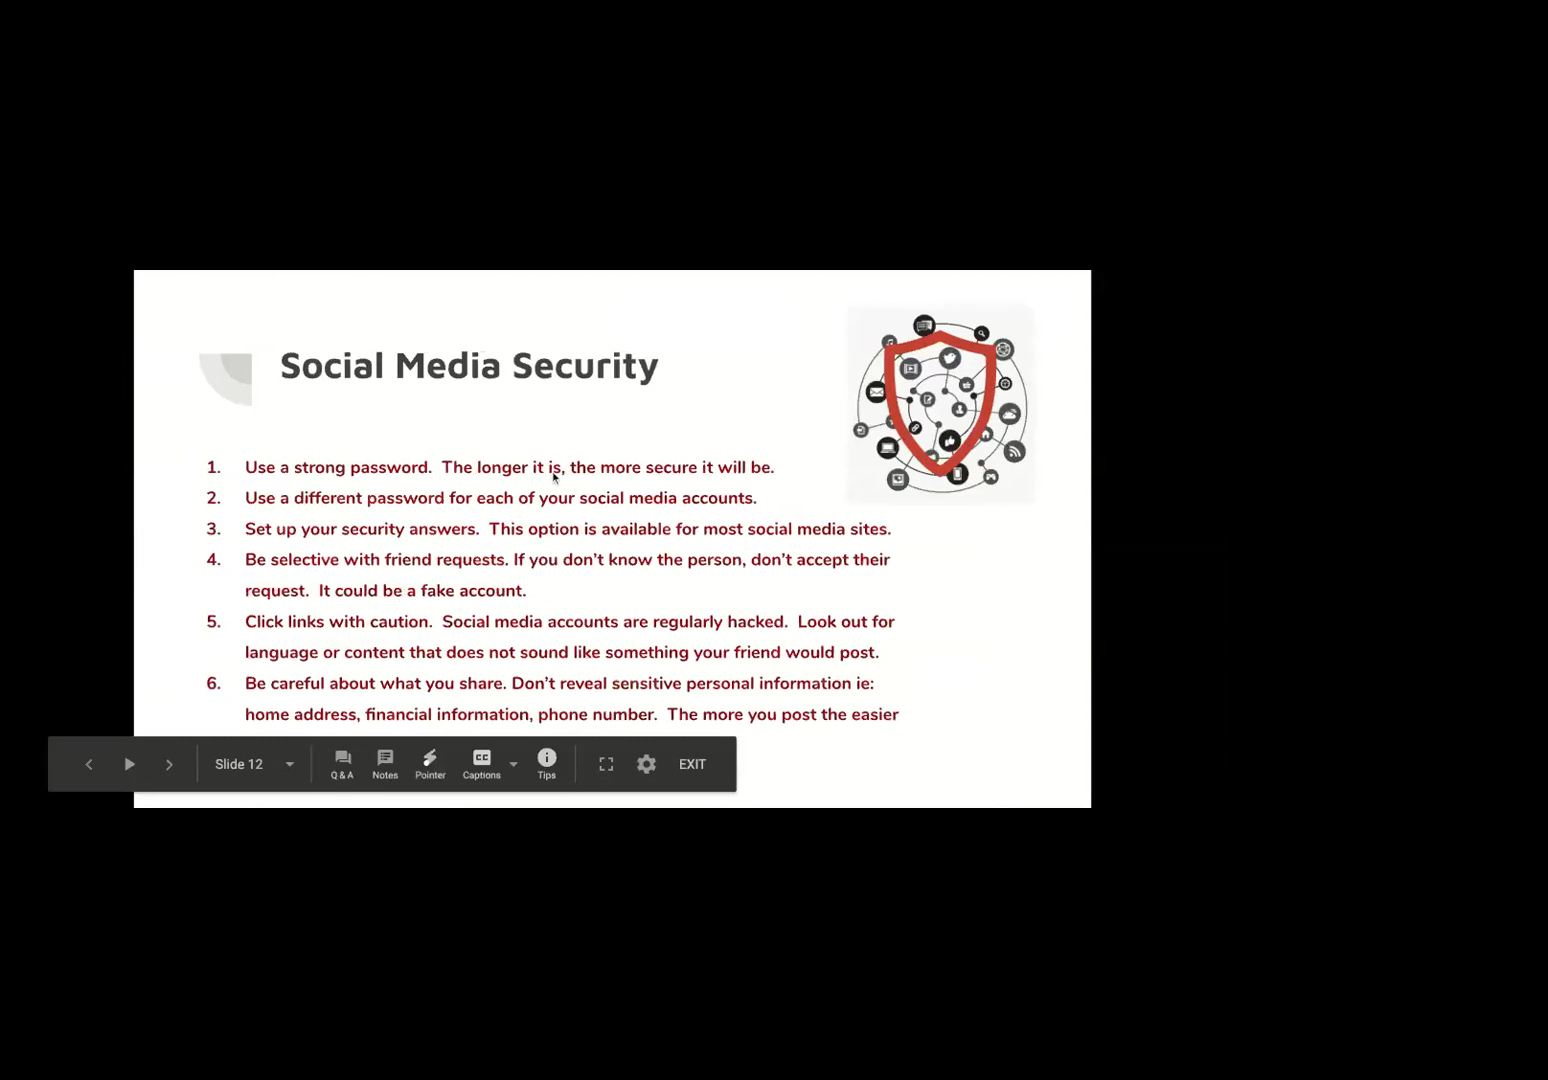 Social Media Security
1. Use a strong password. The longer it is, the more secure it will be.
2. Use a different password for each of your social media accounts.
3. Set up your security answers. This option is available for most social media sites.
4. Be selective with friend requests. If you don't know the person, don't accept their
request. It could be a fake account.
5. Click links with caution. Social media accounts are regularly hacked. Look out for
language or content that does not sound like something your friend would post.
6. Be careful about what you share. Don't reveal sensitive personal information ie:
home address, financial information, phone number. The more you post the easier
Slide 12 Q & A Notes Pointer CC Captions Tips EXIT